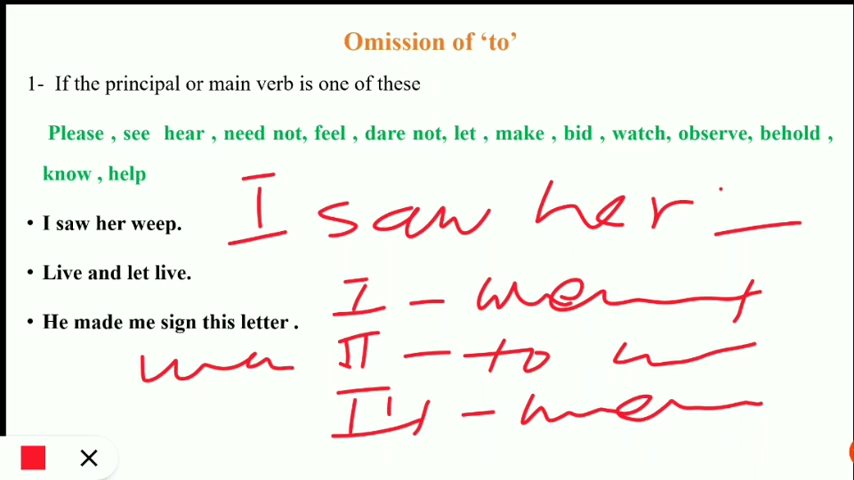 Omission of ‘to’
1- If the principal or main verb is one of these
Please , see hear , need not, feel , dare not, let , make , bid , watch, observe, behold ,
know , help
I saw her
• I saw her weep.
• Live and let live.
I -
• He made me sign this letter .
II - to
III -